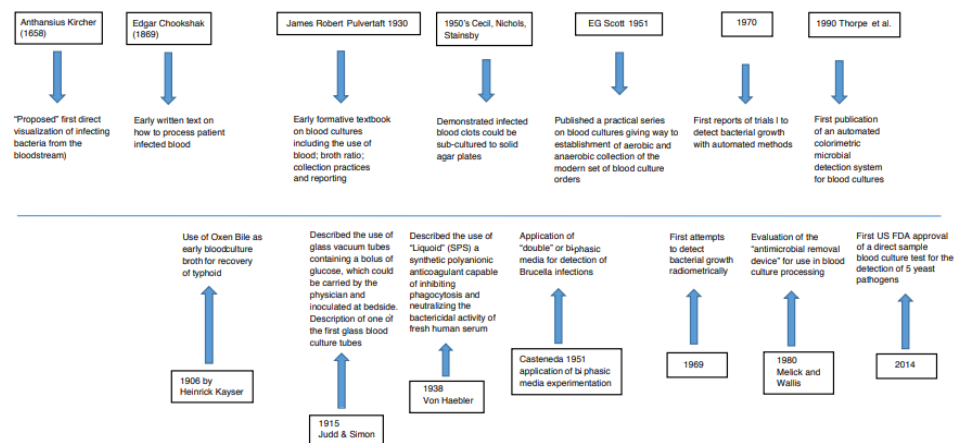 Anthansius Kircher
(1658)
Edgar Chookshak
(1869)
James Robert Pulvertaft 1930
1950's Cecil, Nichols,
Stainsby
EG Scott 1951
1970
1990 Thorpe et al.
"Proposed" first direct
visualization of infecting
bacteria from the
bloodstream)
Early written text on
how to process patient
infected blood
Early formative textbook
on blood cultures
including the use of
blood; broth ratio;
collection practices
and reporting
Demonstrated infected
blood clots could be
sub-cultured to solid
agar plates
Published a practical series
on blood cultures giving way to
establishment of aerobic and
anaerobic collection of the
modern set of blood culture
orders
First reports of trials I to
detect bacterial growth
with automated methods
First publication
of an automated
colorimetric
microbial
detection system
for blood cultures
Use of Oxen Bile as
early bloodculture
broth for recovery
of typhoid
Described the use of
glass vacuum tubes
containing a bolus of
glucose, which could
be carried by the
physician and
inoculated at bedside.
Description of one of
the first glass blood
culture tubes
Described the use of
"Liquoid" (SPS) a
synthetic polyanionic
anticoagulant capable
of inhibiting
phagocytosis and
neutralizing the
bactericidal activity of
fresh human serum
Application of
"double" or bi-phasic
media for detection of
Brucella infections
First attempts to
detect bacterial
growth
radiometrically
Evaluation of the
"antimicrobial removal
device" for use in blood
culture processing
First US FDA approval
of a direct sample
blood culture test for the
detection of 5 yeast
pathogens
1906 by
Heinrick Kayser
1915
Judd & Simon
1938
Von Haebler
Casteneda 1951
application of bi phasic
media experimentation
1969
1980
Melick and
Wallis
2014